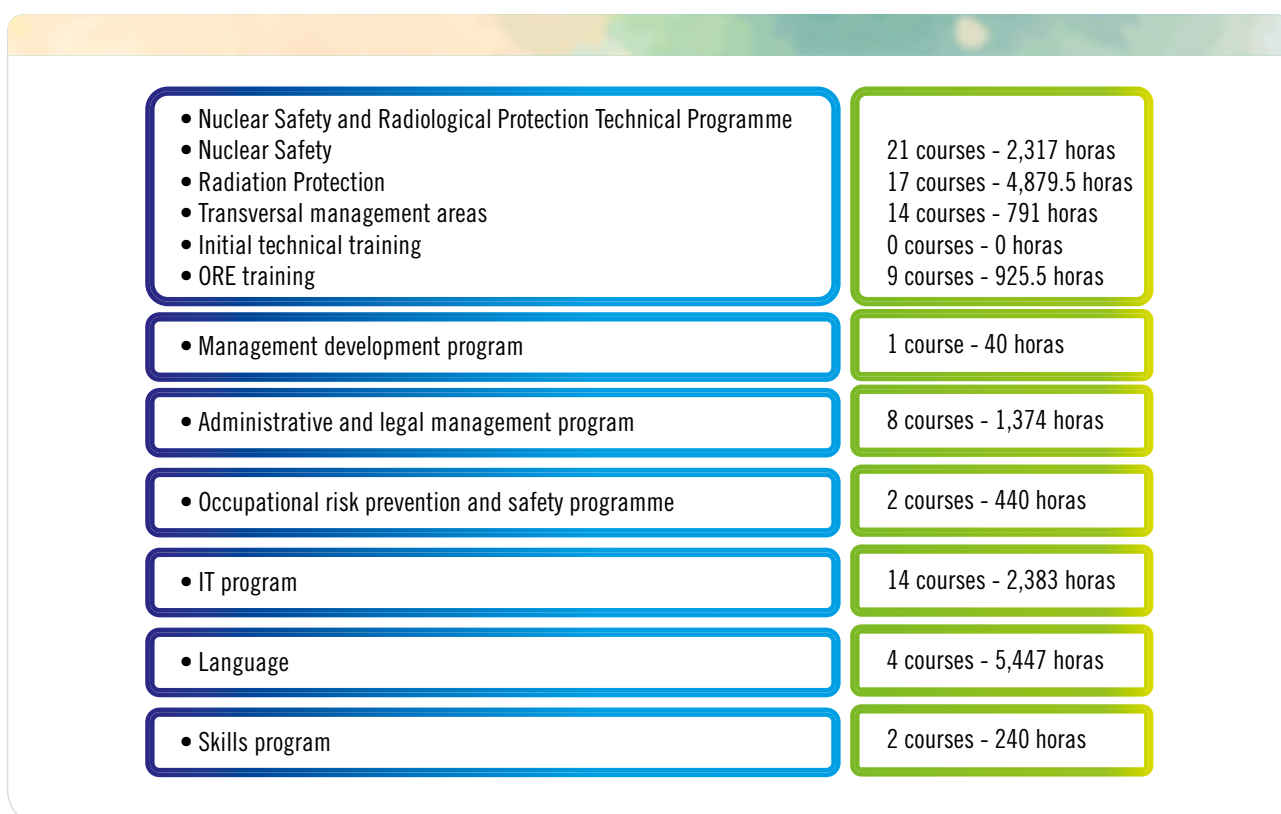 • Nuclear Safety and Radiological Protection Technical Programme
• Nuclear Safety
21 courses - 2,317 horas
• Radiation Protection
17 courses - 4,879.5 horas
• Transversal management areas
14 courses - 791 horas
• Initial technical training
0 courses - 0 horas
• ORE training
9 courses - 925.5 horas
• Management development program
1 course - 40 horas
• Administrative and legal management program
8 courses - 1,374 horas
• Occupational risk prevention and safety programme
2 courses - 440 horas
• IT program
14 courses - 2,383 horas
• Language
4 courses - 5,447 horas
• Skills program
2 courses - 240 horas